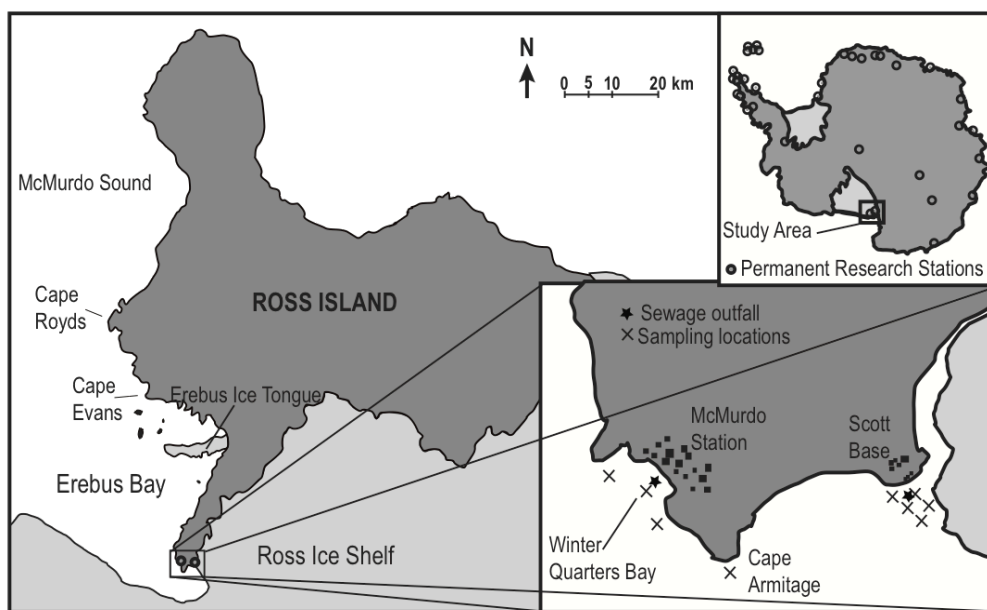 N
0 5 10 20 km
McMurdo Sound
ROSS ISLAND
Cape
Royds
Cape
Evans
Erebus Ice Tongue
Erebus Bay
Ross Ice Shelf
Study Area
Permanent Research Stations
Sewage outfall
Sampling locations
McMurdo
Station
Scott
Base
Winter
Quarters Bay
Cape
Armitage